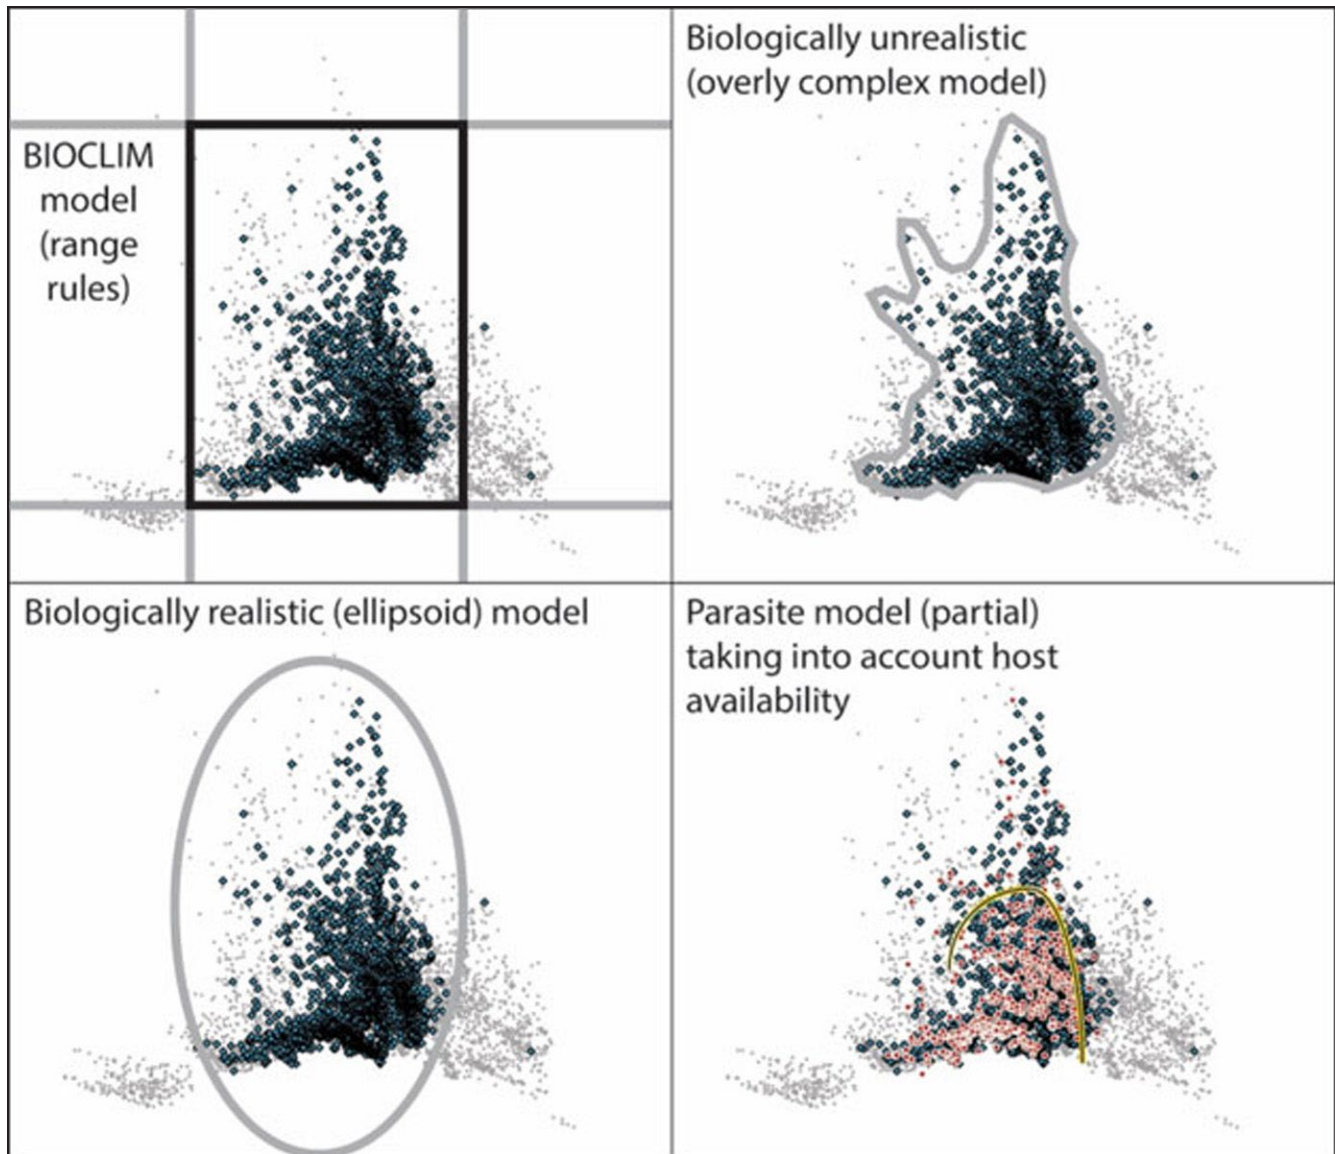 BIOCLIM
model
(range
rules)
Biologically unrealistic
(overly complex model)
Biologically realistic (ellipsoid) model
Parasite model (partial)
taking into account host
availability